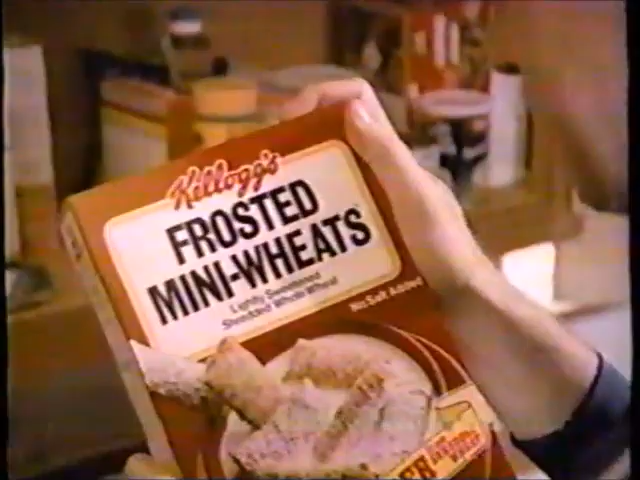 Kellogg's
FROSTED
MINI-WHEATS
Lightly Sweetened
Shredded Whole Wheat
No Salt Added